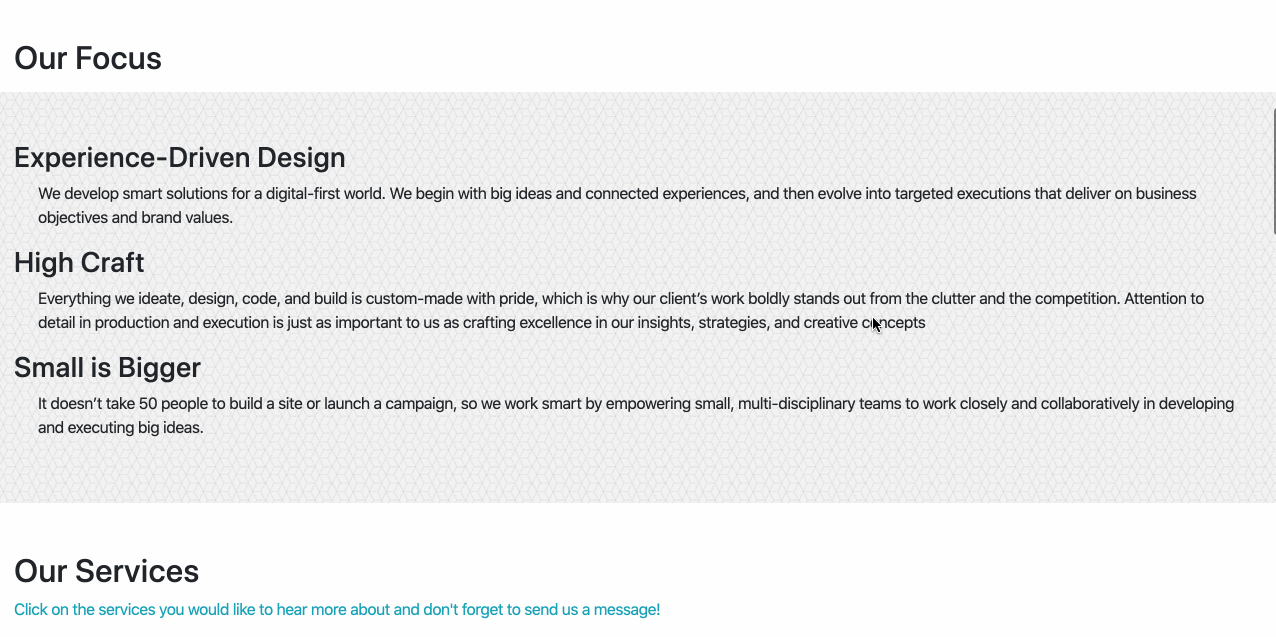 Our Focus
Experience-Driven Design
We develop smart solutions for a digital-first world. We begin with big ideas and connected experiences, and then evolve into targeted executions that deliver on business
objectives and brand values.
High Craft
Everything we ideate, design, code, and build is custom-made with pride, which is why our client’s work boldly stands out from the clutter and the competition. Attention to
detail in production and execution is just as important to us as crafting excellence in our insights, strategies, and creative concepts
Small is Bigger
It doesn’t take 50 people to build a site or launch a campaign, so we work smart by empowering small, multi-disciplinary teams to work closely and collaboratively in developing
and executing big ideas.
Our Services
Click on the services you would like to hear more about and don't forget to send us a message!